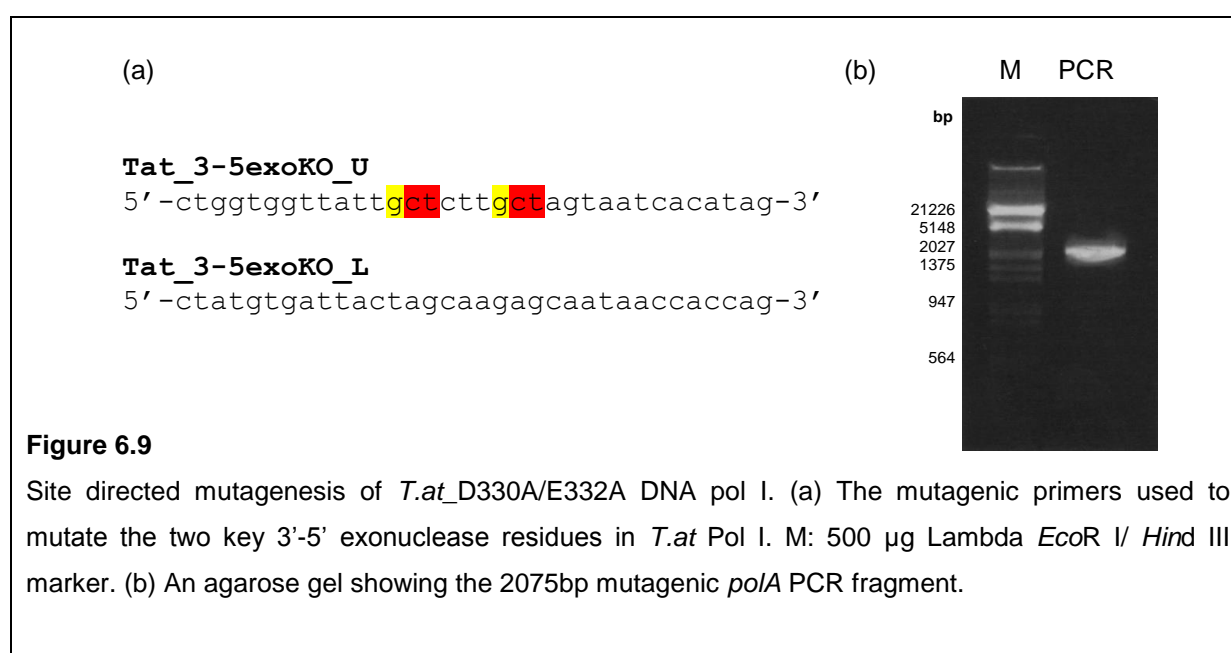 (a)
Tat_3-5exoKO_U
5’-ctggtggttattgctcttgctagtaatcacatag-3’
Tat_3-5exoKO_L
5’-ctatgtgattactagcaagagcaataaccaccag-3’
(b)
M PCR
bp
21226
5148
2027
1375
947
564
Figure 6.9
Site directed mutagenesis of T.at_D330A/E332A DNA pol I. (a) The mutagenic primers used to
mutate the two key 3’-5’ exonuclease residues in T.at Pol I. M: 500 µg Lambda EcoR I/ Hind III
marker. (b) An agarose gel showing the 2075bp mutagenic polA PCR fragment.